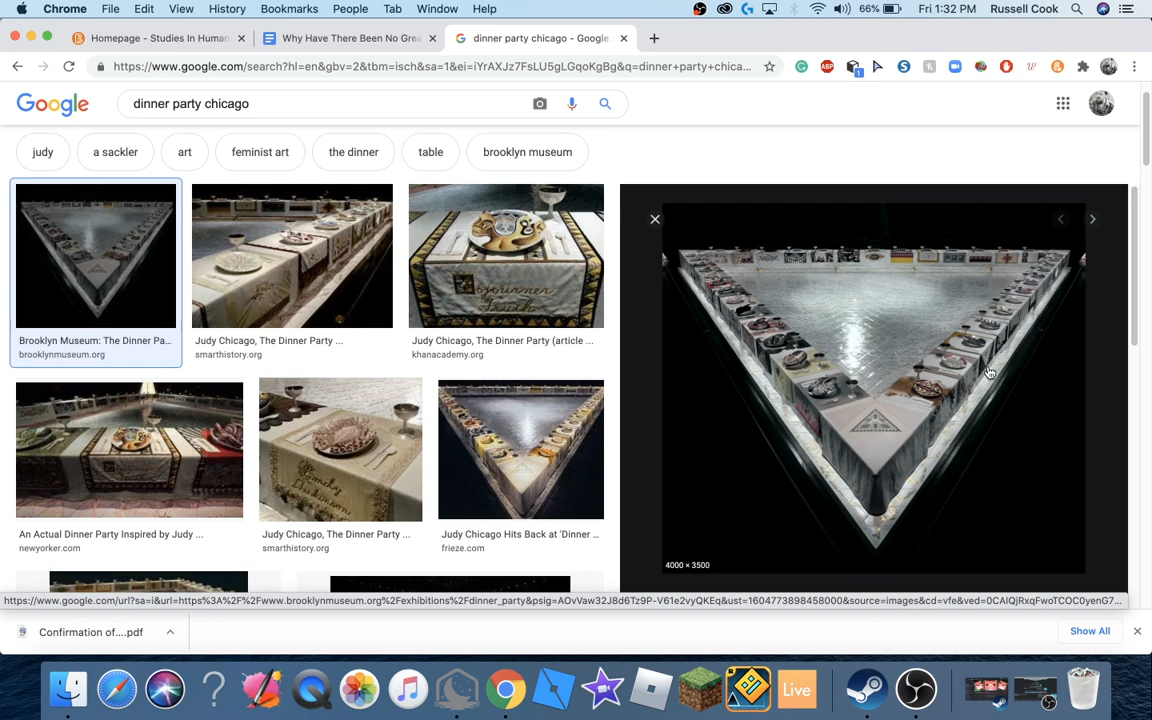 Chrome File Edit View History Bookmarks People Tab Window Help 66% Fri 1:32 PM Russell Cook
Homepage - Studies In Human
Why Have There Been No Grea
dinner party chicago - Google
https://www.google.com/search?hl=en&gbv=2&tbm=isch&sa=1&ei=iYrAXJz7FsLU5gLGqoKgBg&q=dinner+party+chica...
Google
dinner party chicago
judy
a sackler
art
feminist art
the dinner
table
brooklyn museum
Brooklyn Museum: The Dinner Pa...
brooklynmuseum.org
Judy Chicago, The Dinner Party ...
smarthistory.org
Sojourner
Truth
Judy Chicago, The Dinner Party (article ...
khanacademy.org
An Actual Dinner Party Inspired by Judy ...
newyorker.com
Emily
Dickinson
Judy Chicago, The Dinner Party ...
smarthistory.org
Judy Chicago Hits Back at 'Dinner ...
frieze.com
4000 × 3500
https://www.google.com/url?sa=i&url=https%3A%2F%2Fwww.brooklynmuseum.org%2Fexhibitions%2Fdinner_party&psig=AOvVaw32J8d6Tz9P-V61e2vyQKEq&ust=1604773898458000&source=images&cd=vfe&ved=0CAIQjRxqFwoTCOC0yenG7...
Confirmation of....pdf
Show All
Live